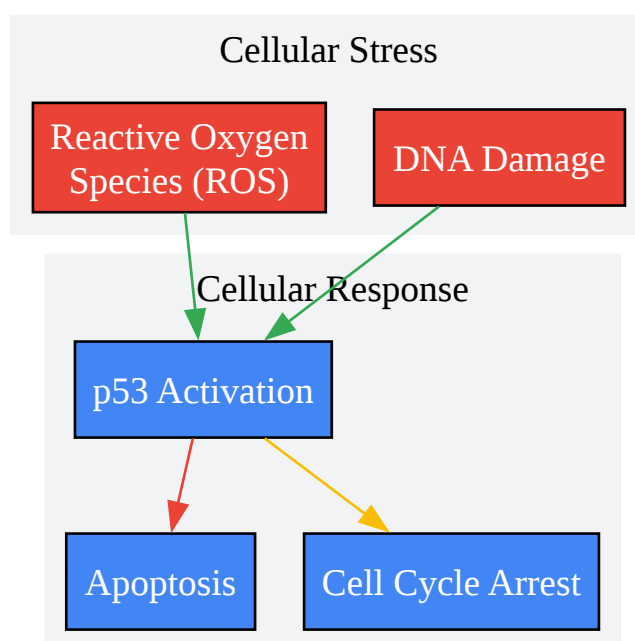 Cellular Stress
Reactive Oxygen
Species (ROS)
DNA Damage
Cellular Response
p53 Activation
Apoptosis
Cell Cycle Arrest